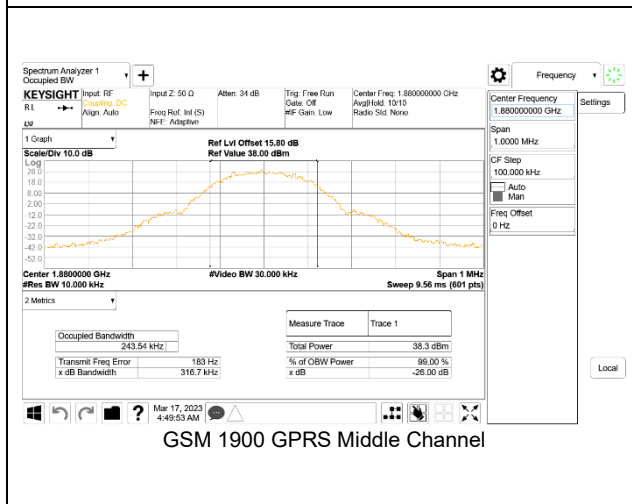 Spectrum Analyzer 1
Occupied BW
+
Frequency
KEYSIGHT
RL
Input: RF
Coupling: DC
Align: Auto
Input Z: 50 Ω
Freq Ref: Int (S)
NFE: Adaptive
Atten: 34 dB
Trig: Free Run
Gate: Off
#IF Gain: Low
Center Freq: 1.880000000 GHz
Avg|Hold: 10/10
Radio Std: None
Center Frequency
1.880000000 GHz
Settings
Span
1.0000 MHz
CF Step
100.000 kHz
Auto
Man
Freq Offset
0 Hz
Local
1 Graph
Scale/Div 10.0 dB
Ref Lvl Offset 15.80 dB
Ref Value 38.00 dBm
Log
28.0
18.0
8.00
-2.00
-12.0
-22.0
-32.0
-42.0
-52.0
Center 1.8800000 GHz
#Res BW 10.000 kHz
#Video BW 30.000 kHz
Span 1 MHz
Sweep 9.56 ms (601 pts)
2 Metrics
Measure Trace
Trace 1
Occupied Bandwidth
243.54 kHz
Total Power
38.3 dBm
Transmit Freq Error
183 Hz
% of OBW Power
99.00 %
x dB Bandwidth
316.7 kHz
x dB
-26.00 dB
?
Mar 17, 2023
4:49:53 AM
GSM 1900 GPRS Middle Channel